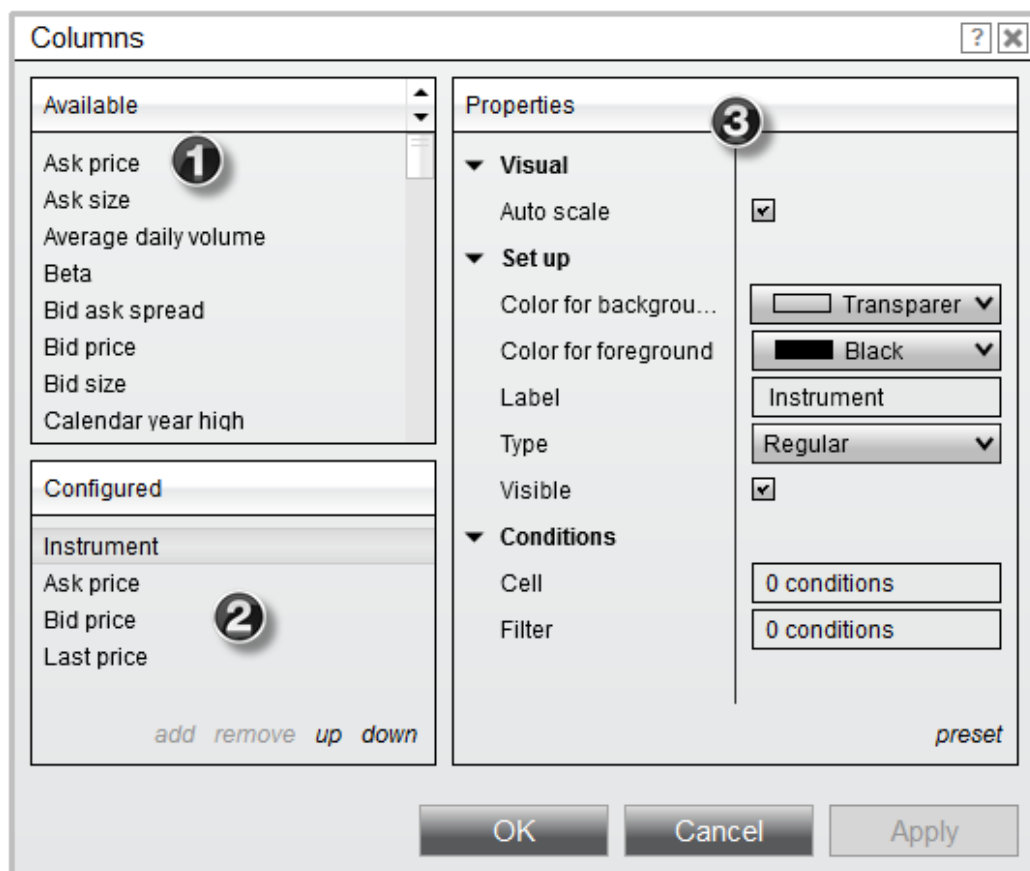 Columns
?
Available
1
Ask price
Ask size
Average daily volume
Beta
Bid ask spread
Bid price
Bid size
Calendar year high
Configured
Instrument
Ask price
Bid price
Last price
2
add remove up down
Properties
3
Visual
Auto scale
Set up
Color for backgrou... Transparer
Color for foreground Black
Label Instrument
Type Regular
Visible
Conditions
Cell 0 conditions
Filter 0 conditions
preset
OK Cancel Apply